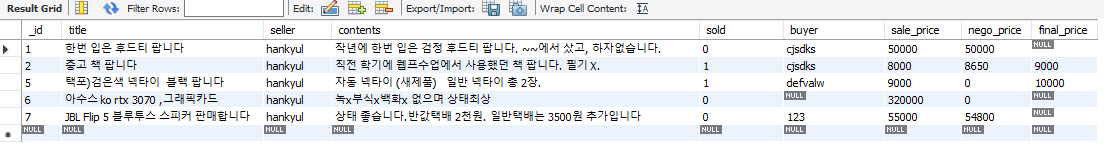 Result Grid Filter Rows: Edit: Export/Import: Wrap Cell Content:
_id title seller contents sold buyer sale_price nego_price final_price
1 한번 입은 후드티 팝니다 hankyul 작년에 한번 입은 검정 후드티 팝니다. ~~에서 샀고, 하자없습니다. 0 cjsdks 50000 50000 NULL
2 중고 책 팝니다 hankyul 직전 학기에 웹프수업에서 사용했던 책 팝니다. 필기 X. 1 cjsdks 8000 8650 9000
5 택포)검은색 넥타이 블랙 팝니다 hankyul 자동 넥타이 (새제품) 일반 넥타이 총 2장. 1 defvalw 9000 0 10000
6 아수스 ko rtx 3070 ,그래픽카드 hankyul 녹x부식x백화x 없으며 상태최상 0 NULL 320000 0 NULL
7 JBL Flip 5 블루투스 스피커 판매합니다 hankyul 상태 좋습니다.반값택배 2천원. 일반택배는 3500원 추가입니다 0 123 55000 54800 NULL
NULL NULL NULL NULL NULL NULL NULL NULL NULL